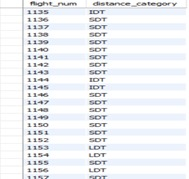 flight_num distance_category
1135 IDT
1136 SDT
1137 SDT
1138 SDT
1139 SDT
1140 SDT
1141 SDT
1142 SDT
1143 SDT
1144 IDT
1145 IDT
1146 SDT
1147 SDT
1148 SDT
1149 SDT
1150 SDT
1151 SDT
1152 SDT
1153 LDT
1154 LDT
1155 SDT
1156 LDT
1157 SDT